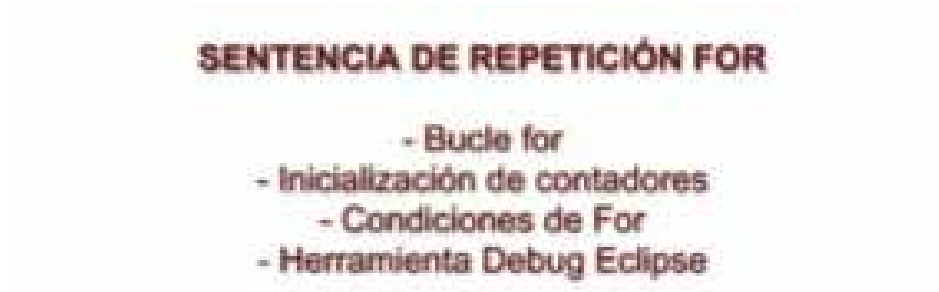 SENTENCIA DE REPETICIÓN FOR
- Bucle for
- Inicialización de contadores
- Condiciones de For
- Herramienta Debug Eclipse